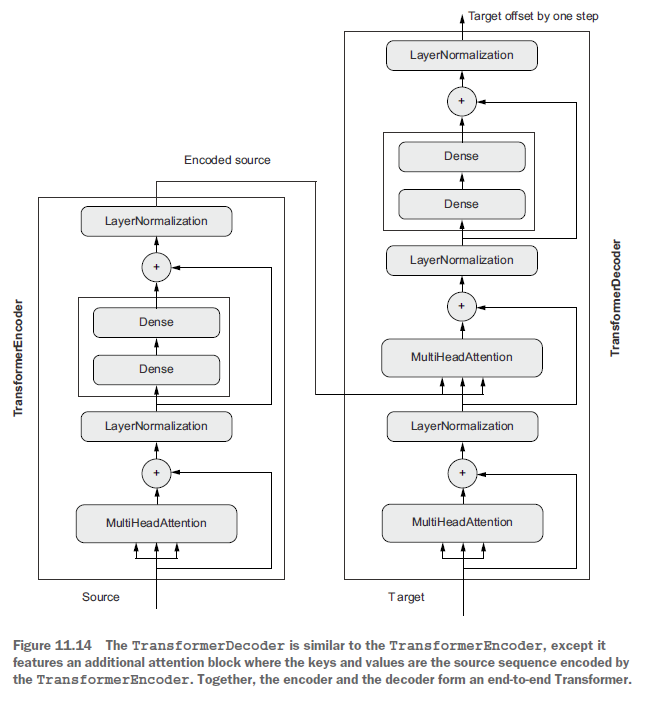 Target offset by one step
LayerNormalization
+
Dense
Dense
LayerNormalization
+
MultiHeadAttention
LayerNormalization
+
MultiHeadAttention
Target
TransformerDecoder
Encoded source
LayerNormalization
+
Dense
Dense
LayerNormalization
+
MultiHeadAttention
Source
TransformerEncoder
Figure 11.14 The TransformerDecoder is similar to the TransformerEncoder, except it
features an additional attention block where the keys and values are the source sequence encoded by
the TransformerEncoder. Together, the encoder and the decoder form an end-to-end Transformer.